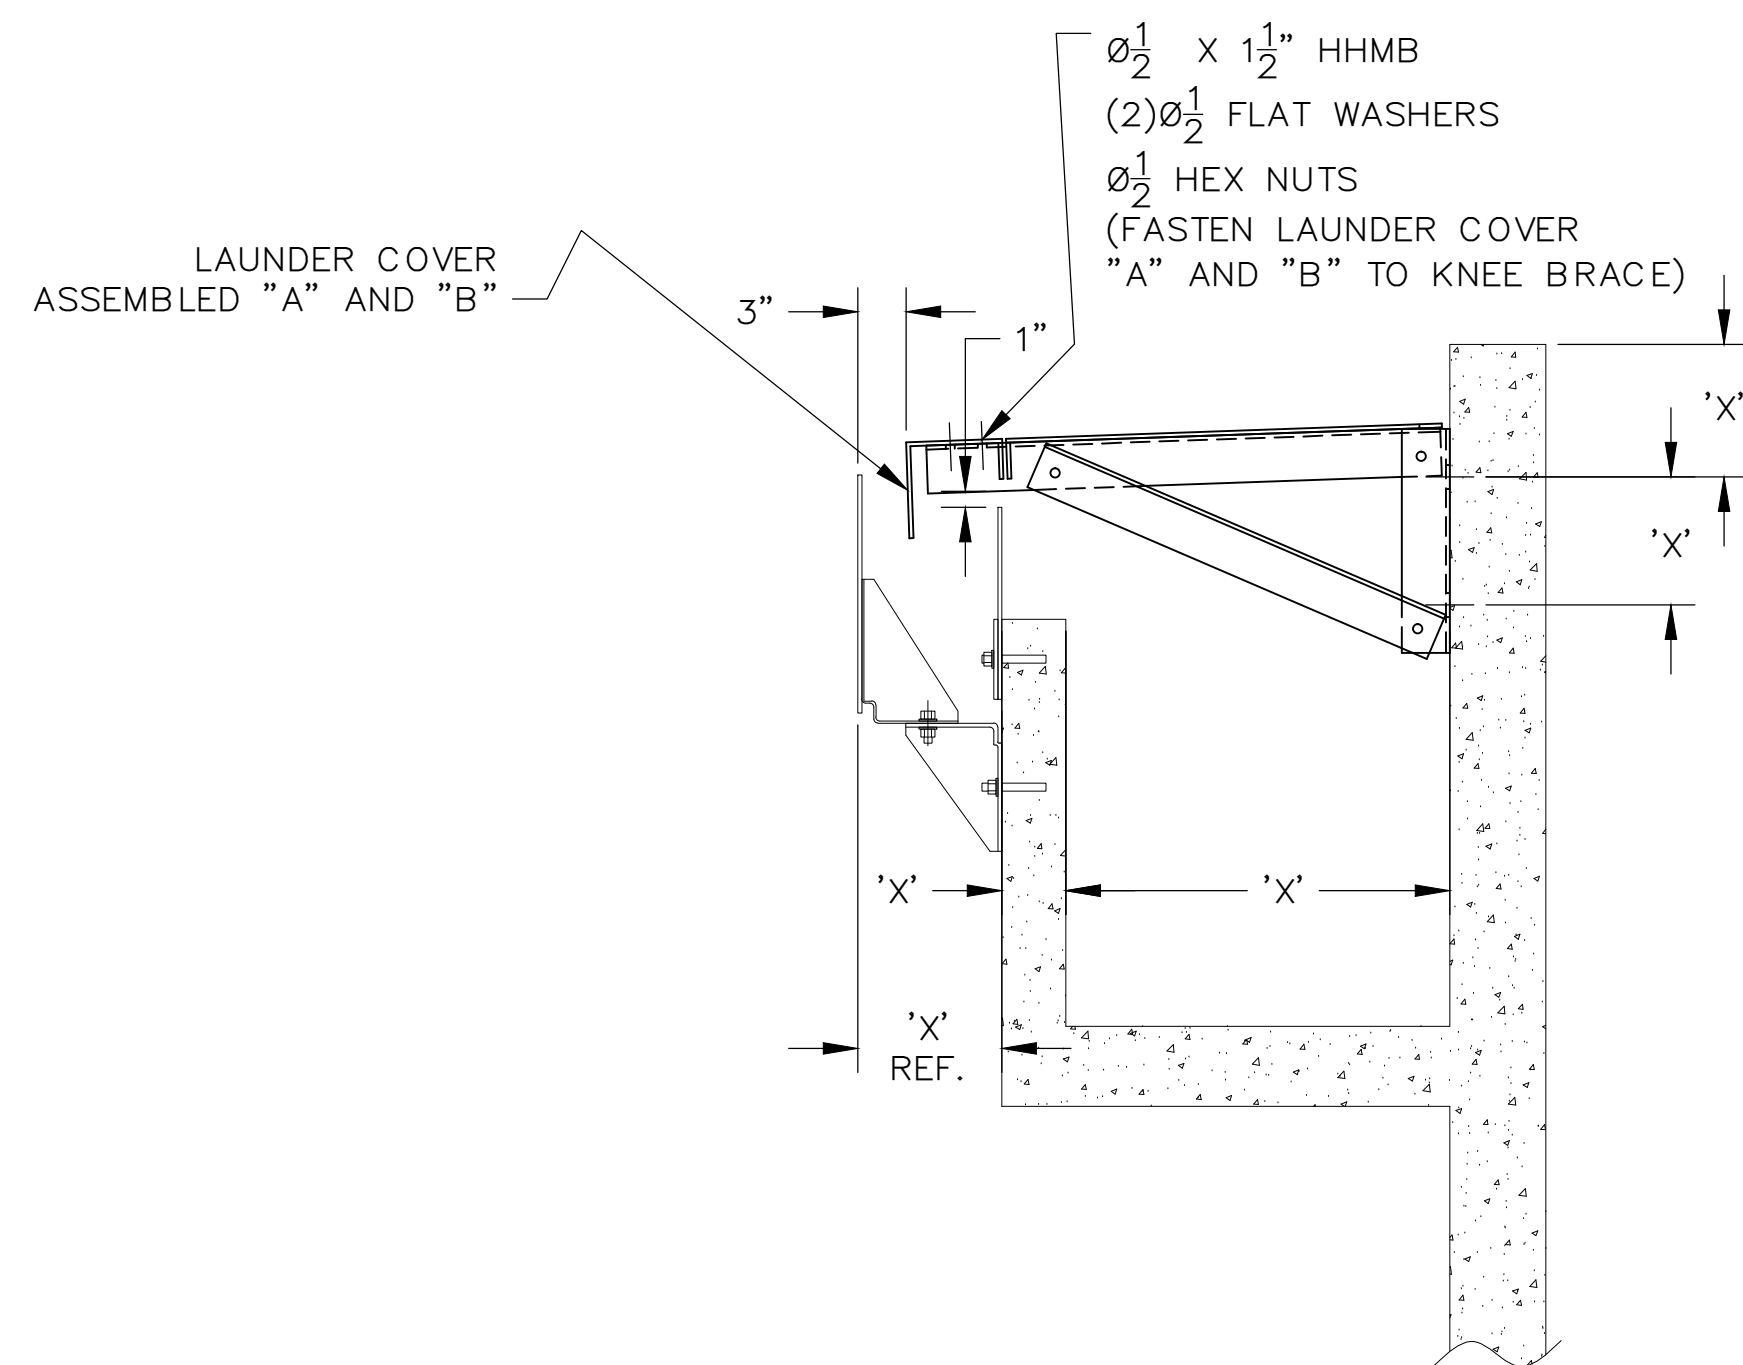 Ø1/2 X 1 1/2" HHMB
(2)Ø1/2 FLAT WASHERS
Ø1/2 HEX NUTS
(FASTEN LAUNDER COVER
"A" AND "B" TO KNEE BRACE)
LAUNDER COVER
ASSEMBLED "A" AND "B"
3"
1"
'X'
'X'
'X'
'X'
'X'
REF.